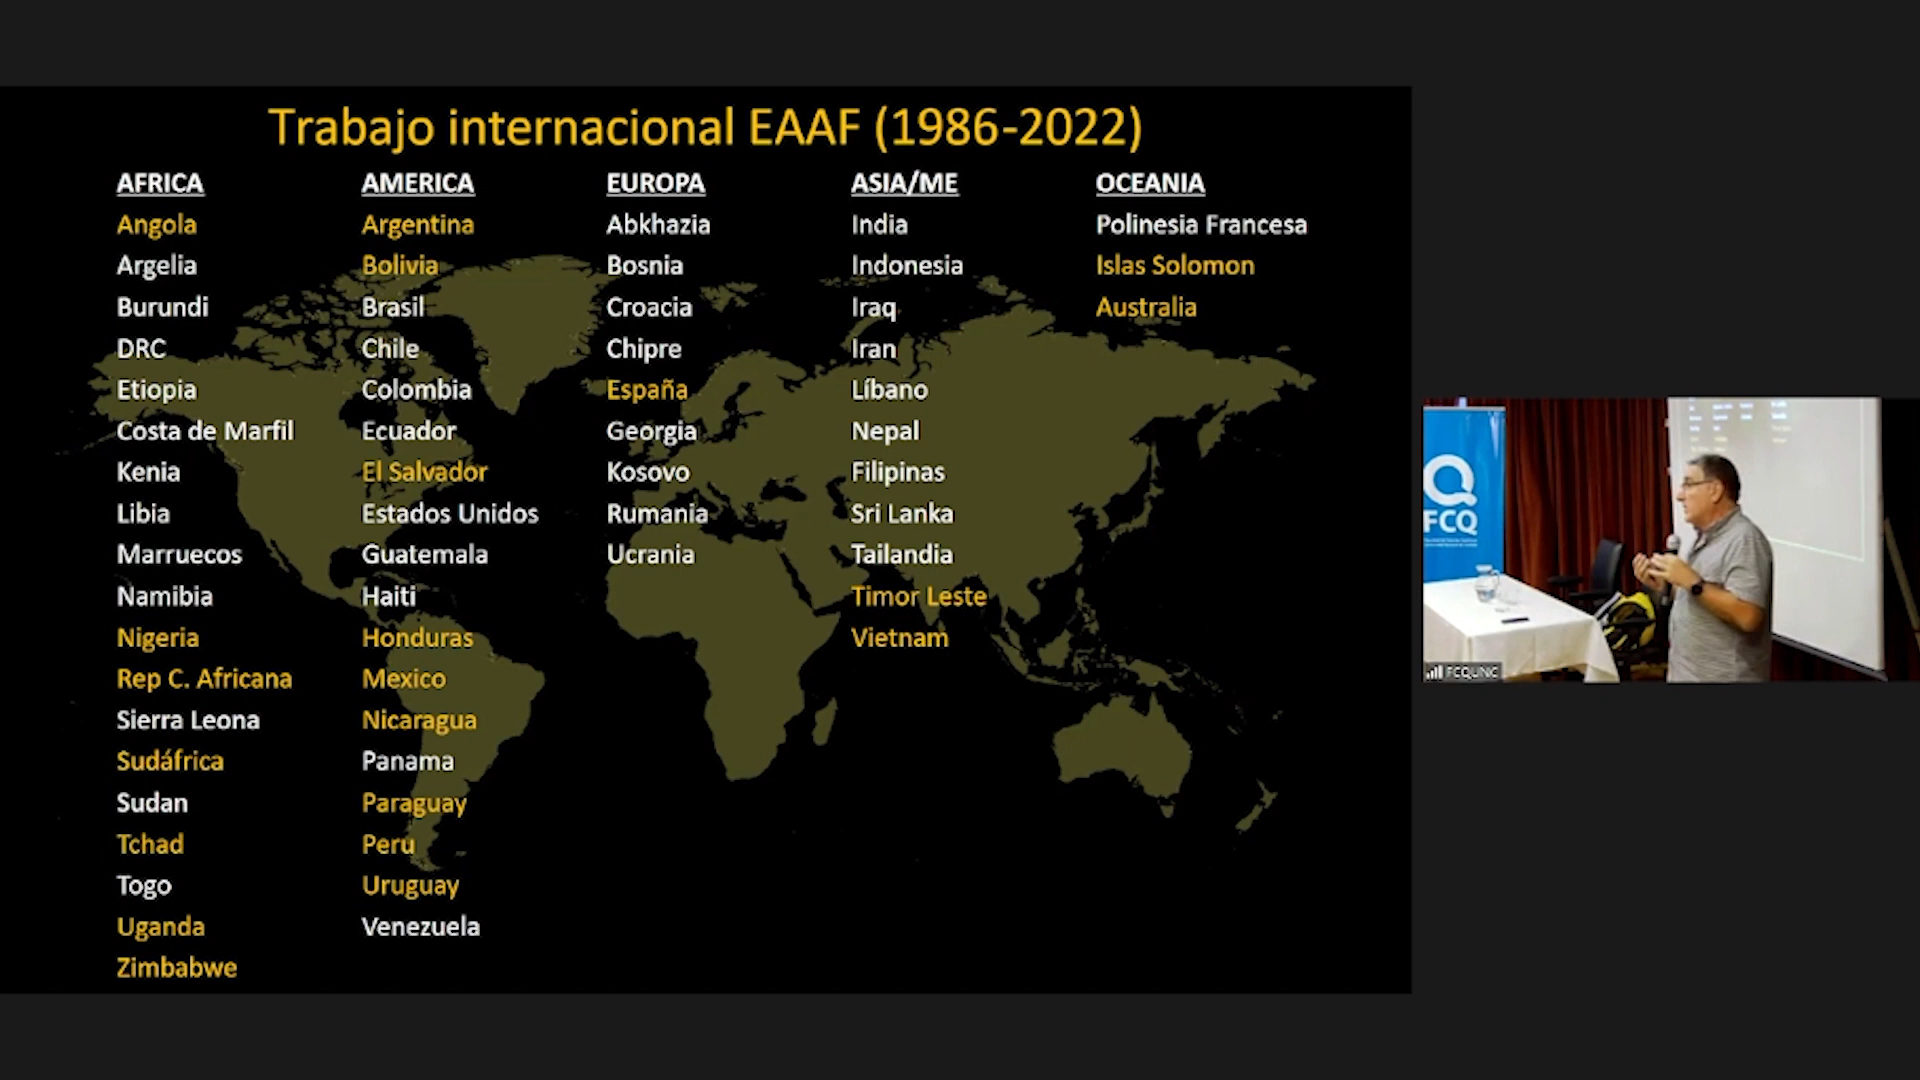 Trabajo internacional EAAF (1986-2022)
AFRICA
Angola
Argelia
Burundi
DRC
Etiopia
Costa de Marfil
Kenia
Libia
Marruecos
Namibia
Nigeria
Rep C. Africana
Sierra Leona
Sudáfrica
Sudan
Tchad
Togo
Uganda
Zimbabwe
AMERICA
Argentina
Bolivia
Brasil
Chile
Colombia
Ecuador
El Salvador
Estados Unidos
Guatemala
Haiti
Honduras
Mexico
Nicaragua
Panama
Paraguay
Peru
Uruguay
Venezuela
EUROPA
Abkhazia
Bosnia
Croacia
Chipre
España
Georgia
Kosovo
Rumania
Ucrania
ASIA/ME
India
Indonesia
Iraq
Iran
Líbano
Nepal
Filipinas
Sri Lanka
Tailandia
Timor Leste
Vietnam
OCEANIA
Polinesia Francesa
Islas Solomon
Australia
FCQ
FCQUNC